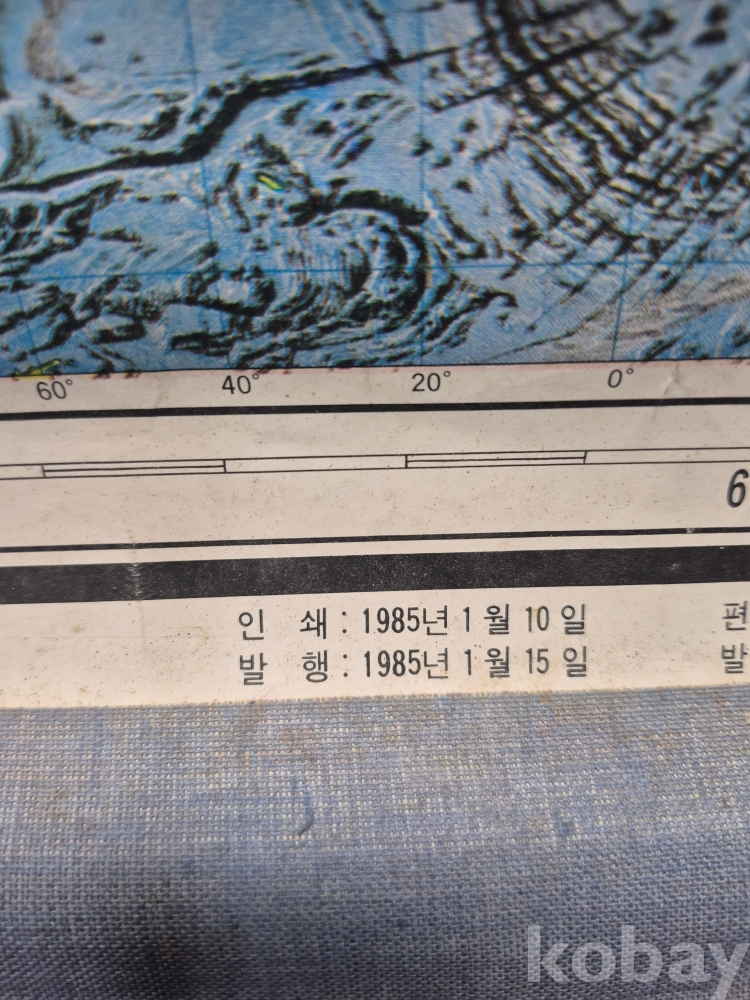 60° 40° 20° 0°
6
인 쇄 : 1985년 1 월 10 일 편
발 행 : 1985년 1 월 15 일 발
kobay